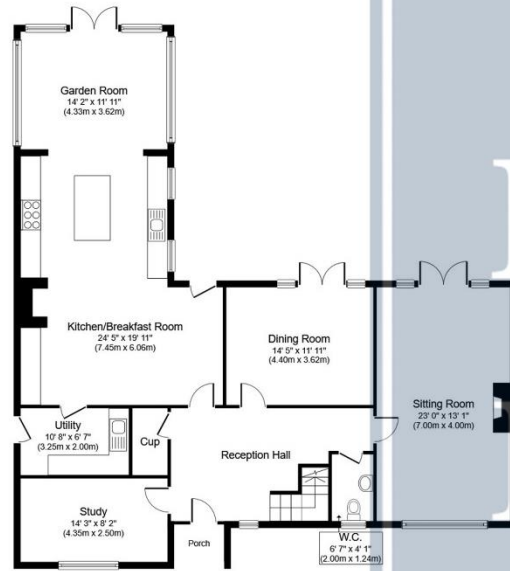 Garden Room
14' 2" x 11' 11"
(4.33m x 3.62m)
Kitchen/Breakfast Room
24' 5" x 19' 11"
(7.45m x 6.06m)
Dining Room
14' 5" x 11' 11"
(4.40m x 3.62m)
Sitting Room
23' 0" x 13' 1"
(7.00m x 4.00m)
Utility
10' 8" x 6' 7"
(3.25m x 2.00m)
Cup
Reception Hall
Study
14' 3" x 8' 2"
(4.35m x 2.50m)
Porch
W.C.
6' 7" x 4' 1"
(2.00m x 1.24m)